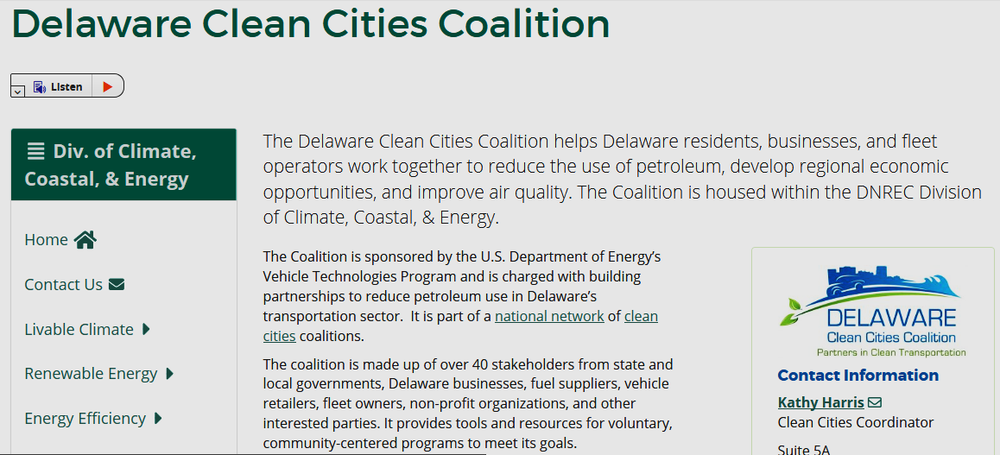 Delaware Clean Cities Coalition
Listen
Div. of Climate,
Coastal, & Energy
Home
Contact Us
Livable Climate
Renewable Energy
Energy Efficiency
The Delaware Clean Cities Coalition helps Delaware residents, businesses, and fleet
operators work together to reduce the use of petroleum, develop regional economic
opportunities, and improve air quality. The Coalition is housed within the DNREC Division
of Climate, Coastal, & Energy.
The Coalition is sponsored by the U.S. Department of Energy’s
Vehicle Technologies Program and is charged with building
partnerships to reduce petroleum use in Delaware’s
transportation sector. It is part of a national network of clean
cities coalitions.
The coalition is made up of over 40 stakeholders from state and
local governments, Delaware businesses, fuel suppliers, vehicle
retailers, fleet owners, non-profit organizations, and other
interested parties. It provides tools and resources for voluntary,
community-centered programs to meet its goals.
DELAWARE
Clean Cities Coalition
Partners in Clean Transportation
Contact Information
Kathy Harris
Clean Cities Coordinator
Suite 5A